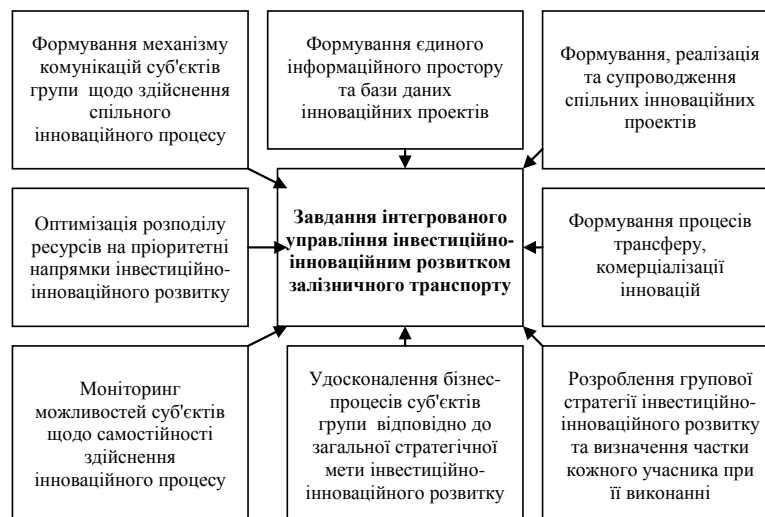 Формування механізму
комунікацій суб'єктів
групи щодо здійснення
спільного
інноваційного процесу
Формування єдиного
інформаційного простору
та бази даних
інноваційних проектів
Формування, реалізація
та супроводження
спільних інноваційних
проектів
Оптимізація розподілу
ресурсів на пріоритетні
напрямки інвестиційно-
інноваційного розвитку
Завдання інтегрованого
управління інвестиційно-
інноваційним розвитком
залізничного транспорту
Формування процесів
трансферу,
комерціалізації
інновацій
Моніторинг
можливостей суб'єктів
щодо самостійності
здійснення
інноваційного процесу
Удосконалення бізнес-
процесів суб'єктів
групи відповідно до
загальної стратегічної
мети інвестиційно-
інноваційного розвитку
Розроблення групової
стратегії інвестиційно-
інноваційного розвитку
та визначення частки
кожного учасника при
її виконанні